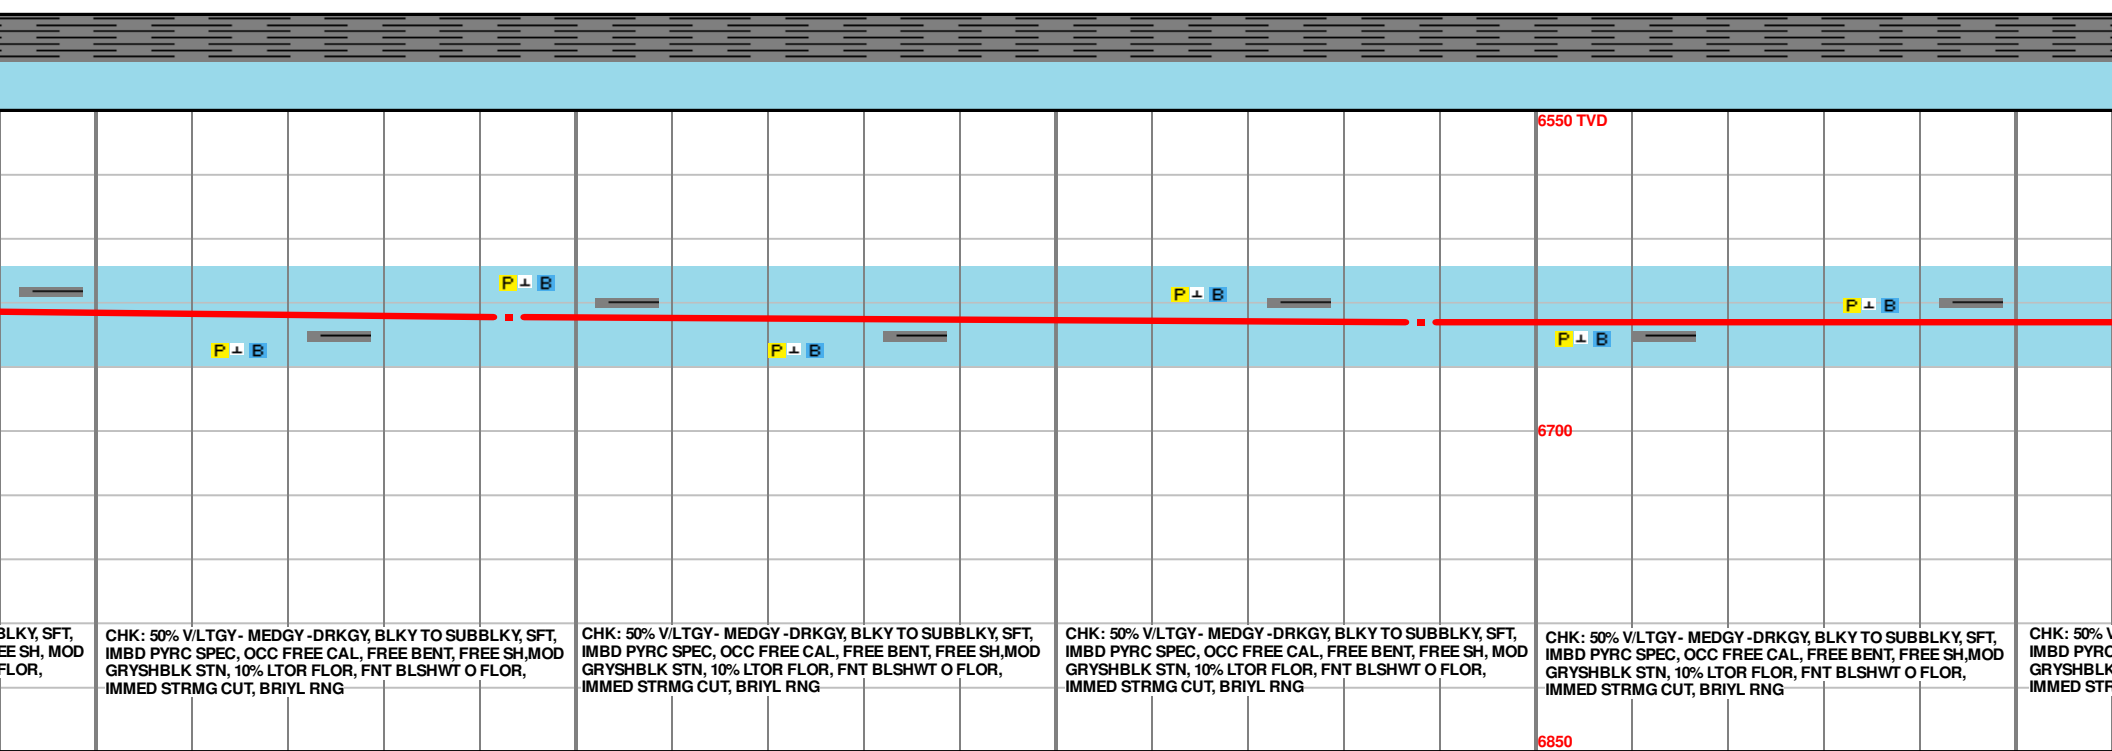 6550 TVD
P ⊥ B
P ⊥ B
P ⊥ B
P ⊥ B
P ⊥ B
P ⊥ B
6700
BLKY, SFT,
EE SH, MOD
FLOR,
CHK: 50% V/LTGY- MEDGY -DRKGY, BLKY TO SUBBLKY, SFT,
IMBD PYRC SPEC, OCC FREE CAL, FREE BENT, FREE SH,MOD
GRYSHBLK STN, 10% LTOR FLOR, FNT BLSHWT O FLOR,
IMMED STRMG CUT, BRIYL RNG
CHK: 50% V/LTGY- MEDGY -DRKGY, BLKY TO SUBBLKY, SFT,
IMBD PYRC SPEC, OCC FREE CAL, FREE BENT, FREE SH,MOD
GRYSHBLK STN, 10% LTOR FLOR, FNT BLSHWT O FLOR,
IMMED STRMG CUT, BRIYL RNG
CHK: 50% V/LTGY- MEDGY -DRKGY, BLKY TO SUBBLKY, SFT,
IMBD PYRC SPEC, OCC FREE CAL, FREE BENT, FREE SH, MOD
GRYSHBLK STN, 10% LTOR FLOR, FNT BLSHWT O FLOR,
IMMED STRMG CUT, BRIYL RNG
CHK: 50% V/LTGY- MEDGY -DRKGY, BLKY TO SUBBLKY, SFT,
IMBD PYRC SPEC, OCC FREE CAL, FREE BENT, FREE SH,MOD
GRYSHBLK STN, 10% LTOR FLOR, FNT BLSHWT O FLOR,
IMMED STRMG CUT, BRIYL RNG
CHK: 50% V
IMBD PYRC
GRYSHBLK
IMMED STR
6850